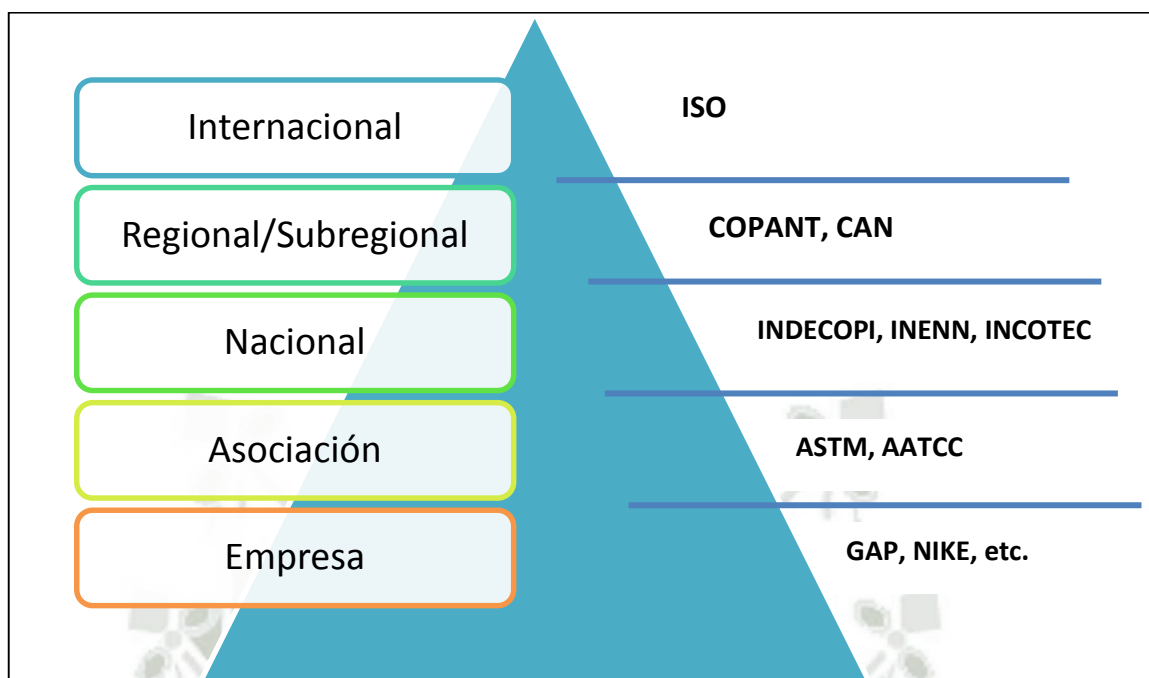 Internacional
ISO
Regional/Subregional
COPANT, CAN
Nacional
INDECOPI, INENN, INCOTEC
Asociación
ASTM, AATCC
Empresa
GAP, NIKE, etc.